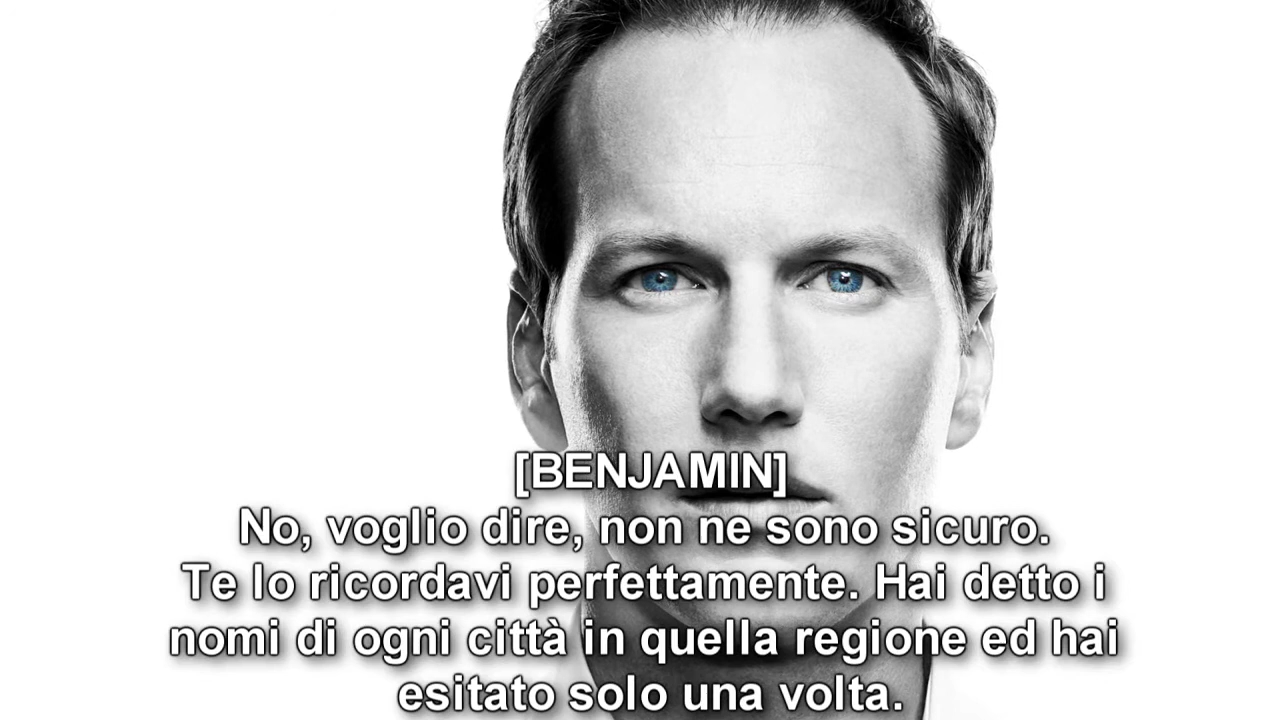 [BENJAMIN]
No, voglio dire, non ne sono sicuro.
Te lo ricordavi perfettamente. Hai detto i
nomi di ogni città in quella regione ed hai
esitato solo una volta.